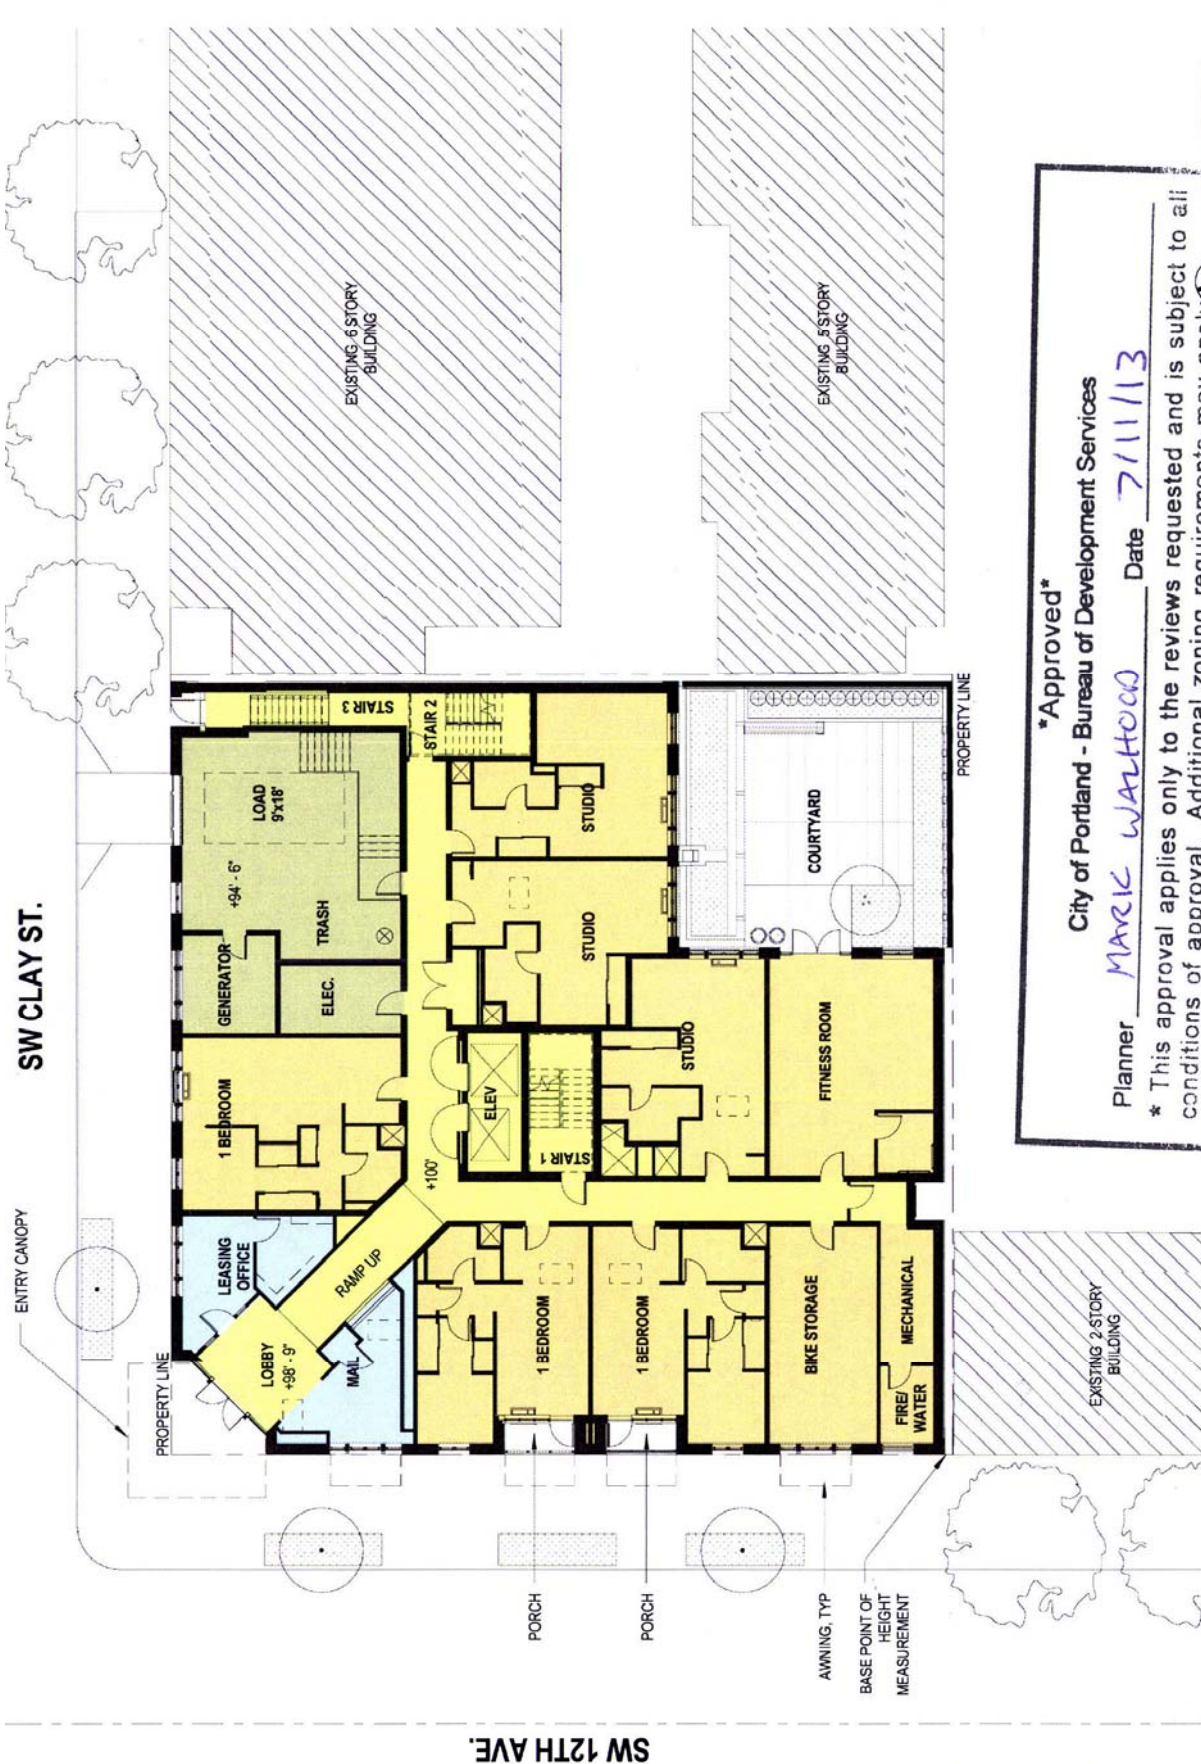 SW CLAY ST.
ENTRY CANOPY
PROPERTY LINE
LEASING
OFFICE
LOBBY
+98' - 9"
MAIL
RAMP UP
+100'
1 BEDROOM
GENERATOR
ELEC.
TRASH
+94' - 6"
LOAD
9'x18'
STAIR 3
STAIR 2
EXISTING 6 STORY
BUILDING
EXISTING 5 STORY
BUILDING
STUDIO
STUDIO
ELEV
STAIR 1
STUDIO
COURTYARD
PROPERTY LINE
1 BEDROOM
1 BEDROOM
FITNESS ROOM
BIKE STORAGE
MECHANICAL
FIRE/
WATER
EXISTING 2 STORY
BUILDING
PORCH
PORCH
AWNING, TYP
BASE POINT OF
HEIGHT
MEASUREMENT
SW 12TH AVE.
*Approved*
City of Portland - Bureau of Development Services
Planner MARK WALHOOD Date 7/11/13
* This approval applies only to the reviews requested and is subject to all
conditions of approval. Additional zoning requirements may apply.